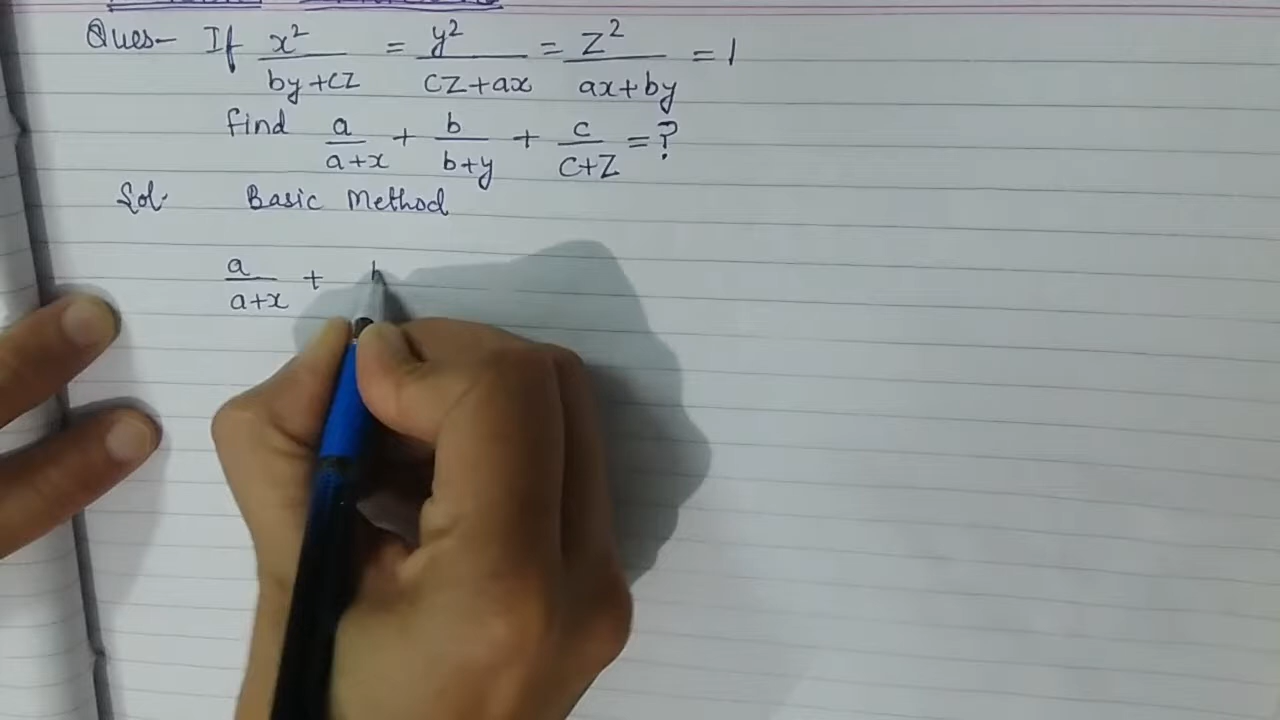 Ques- If x²/(by+cz) = y²/(cz+ax) = z²/(ax+by) = 1
find a/(a+x) + b/(b+y) + c/(c+z) = ?
Sol. Basic Method
a/(a+x) +